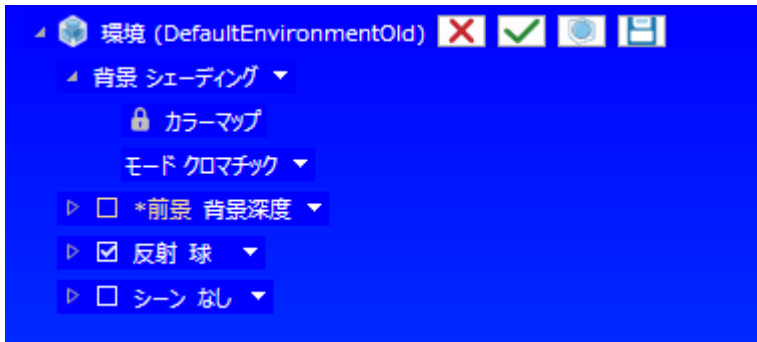 環境 (DefaultEnvironmentOld)
背景 シェーディング
カラーマップ
モード クロマチック
*前景 背景深度
反射 球
シーン なし